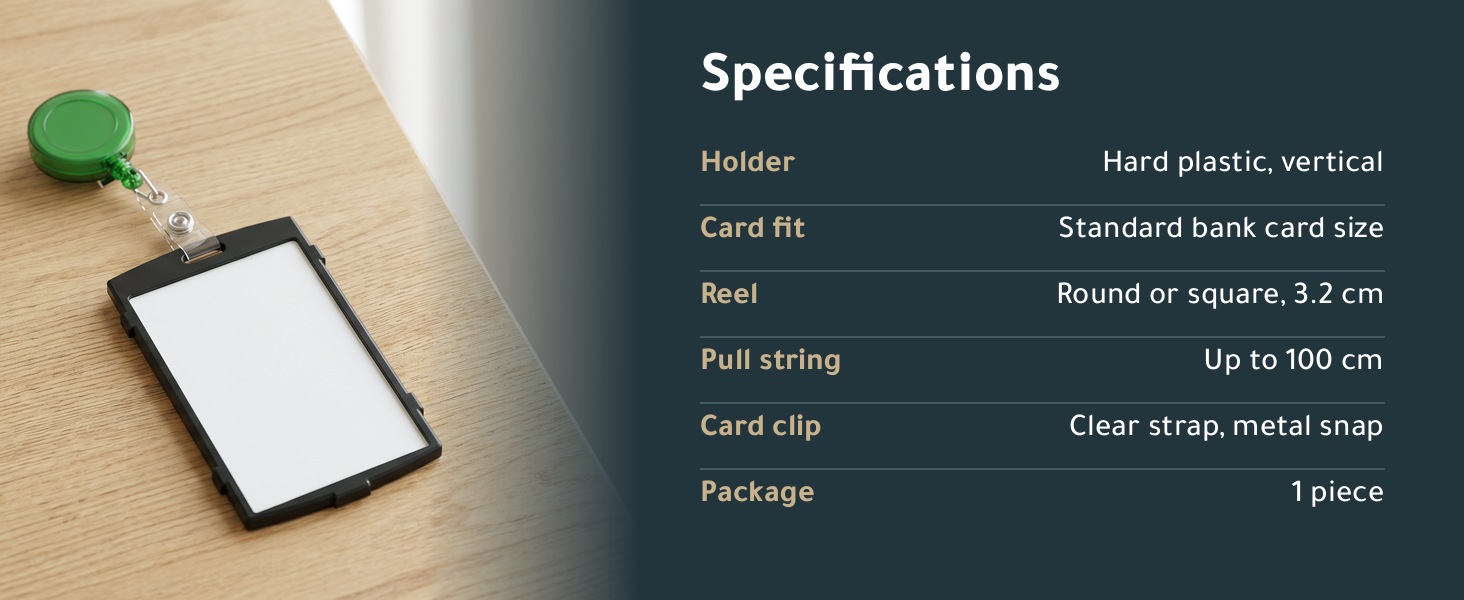 Specifications
Holder Hard plastic, vertical
Card fit Standard bank card size
Reel Round or square, 3.2 cm
Pull string Up to 100 cm
Card clip Clear strap, metal snap
Package 1 piece